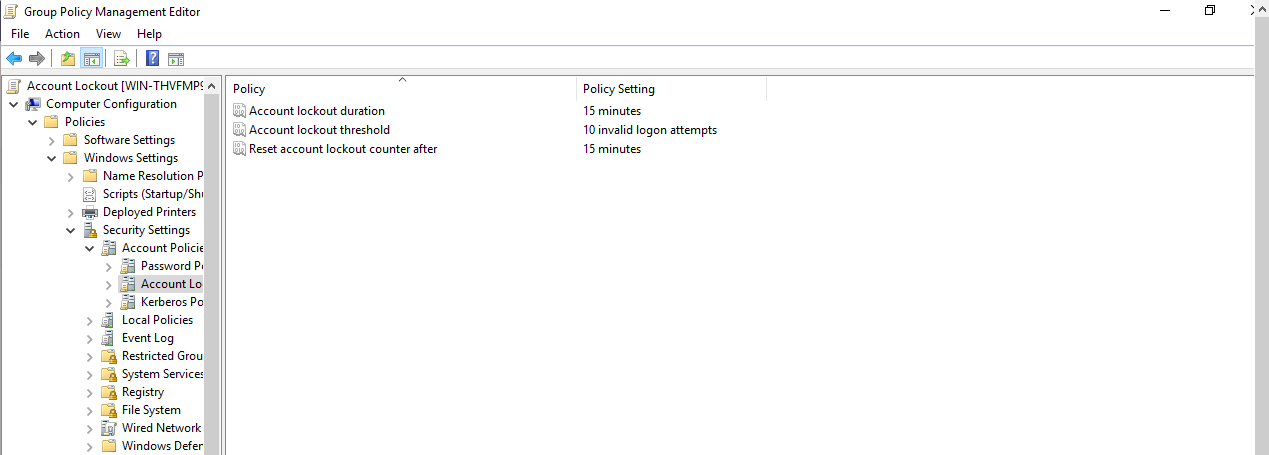 Group Policy Management Editor
File Action View Help
Account Lockout [WIN-THVFMP9
Computer Configuration
Policies
Software Settings
Windows Settings
Name Resolution P
Scripts (Startup/Shu
Deployed Printers
Security Settings
Account Policie
Password Po
Account Lo
Kerberos Po
Local Policies
Event Log
Restricted Grou
System Services
Registry
File System
Wired Network
Windows Defen
Policy Policy Setting
Account lockout duration 15 minutes
Account lockout threshold 10 invalid logon attempts
Reset account lockout counter after 15 minutes